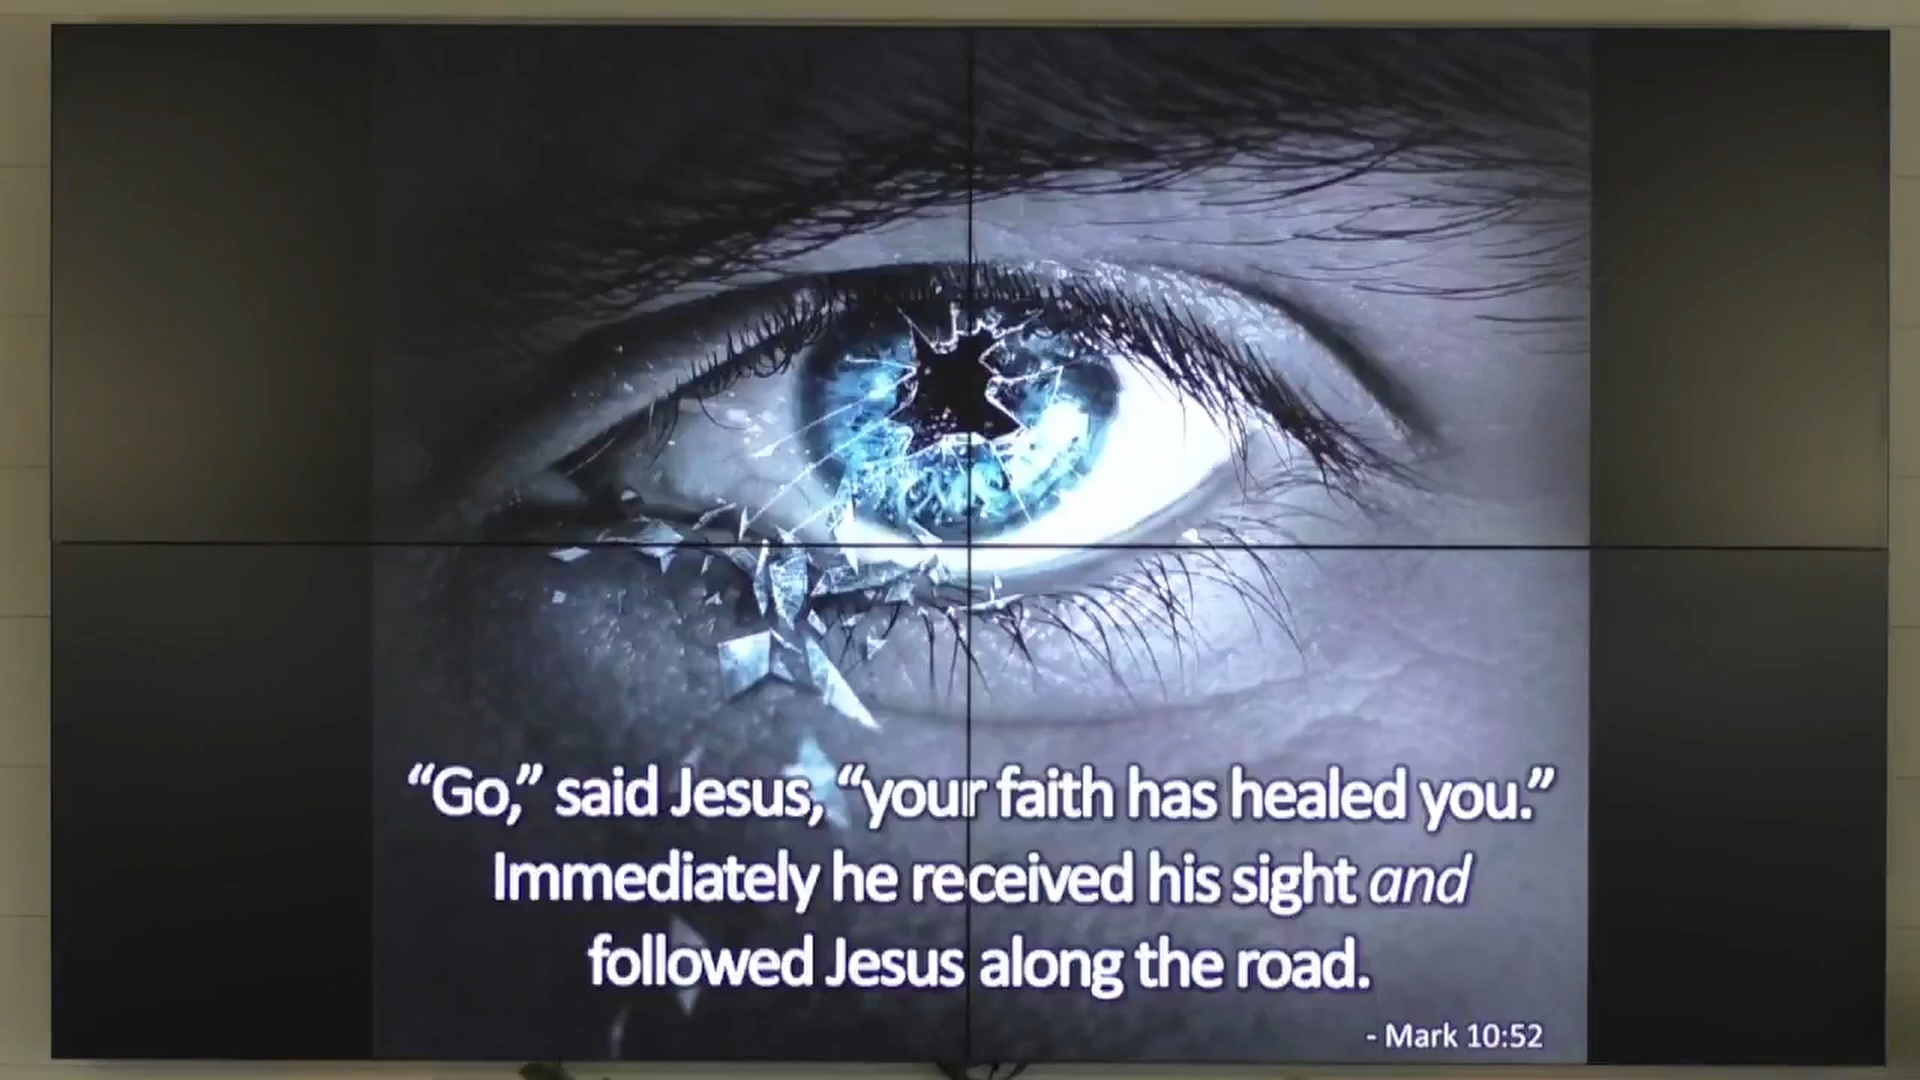 “Go,” said Jesus, “your faith has healed you.”
Immediately he received his sight and
followed Jesus along the road.
- Mark 10:52